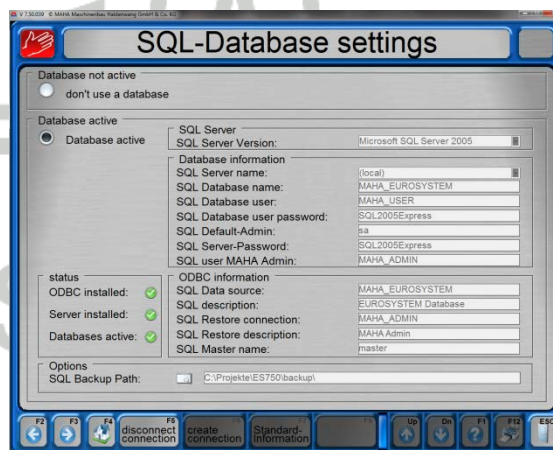 V 7.50.039 © MAHA Maschinenbau Haldenwang GmbH & Co. KG
SQL-Database settings
Database not active
don't use a database
Database active
Database active
SQL Server
SQL Server Version: Microsoft SQL Server 2005
Database information
SQL Server name: (local)
SQL Database name: MAHA_EUROSYSTEM
SQL Database user: MAHA_USER
SQL Database user password: SQL2005Express
SQL Default-Admin: sa
SQL Server-Password: SQL2005Express
SQL user MAHA Admin: MAHA_ADMIN
status
ODBC installed:
Server installed:
Databases active:
ODBC information
SQL Data source: MAHA_EUROSYSTEM
SQL description: EUROSYSTEM Database
SQL Restore connection: MAHA_ADMIN
SQL Restore description: MAHA Admin
SQL Master name: master
Options
SQL Backup Path: C:\Projekte\ES750\backup\
F2 F3 F4 F5 disconnect connection
create connection
Standard-Information
Up Dn F1 F12 ESC